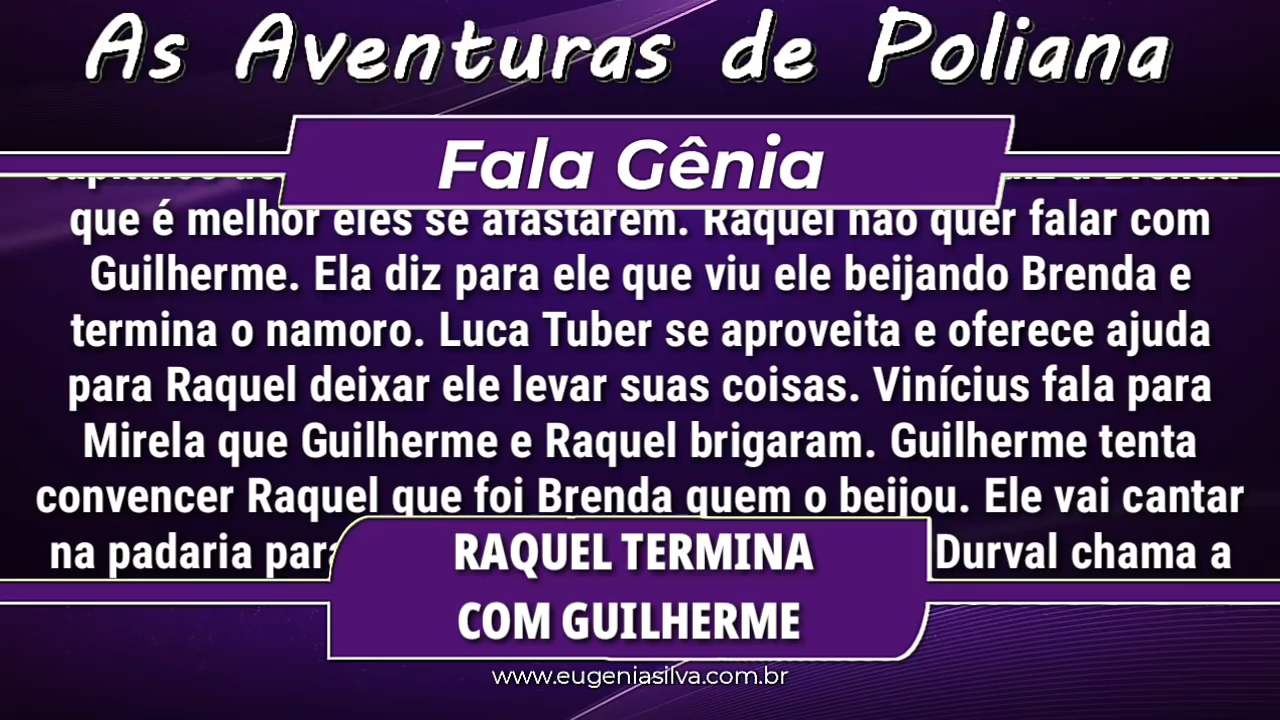 As Aventuras de Poliana
Fala Gênia
que é melhor eles se afastarem. Raquel não quer falar com
Guilherme. Ela diz para ele que viu ele beijando Brenda e
termina o namoro. Luca Tuber se aproveita e oferece ajuda
para Raquel deixar ele levar suas coisas. Vinícius fala para
Mirela que Guilherme e Raquel brigaram. Guilherme tenta
convencer Raquel que foi Brenda quem o beijou. Ele vai cantar
na padaria Durval chama a
RAQUEL TERMINA
COM GUILHERME
www.eugeniasilva.com.br